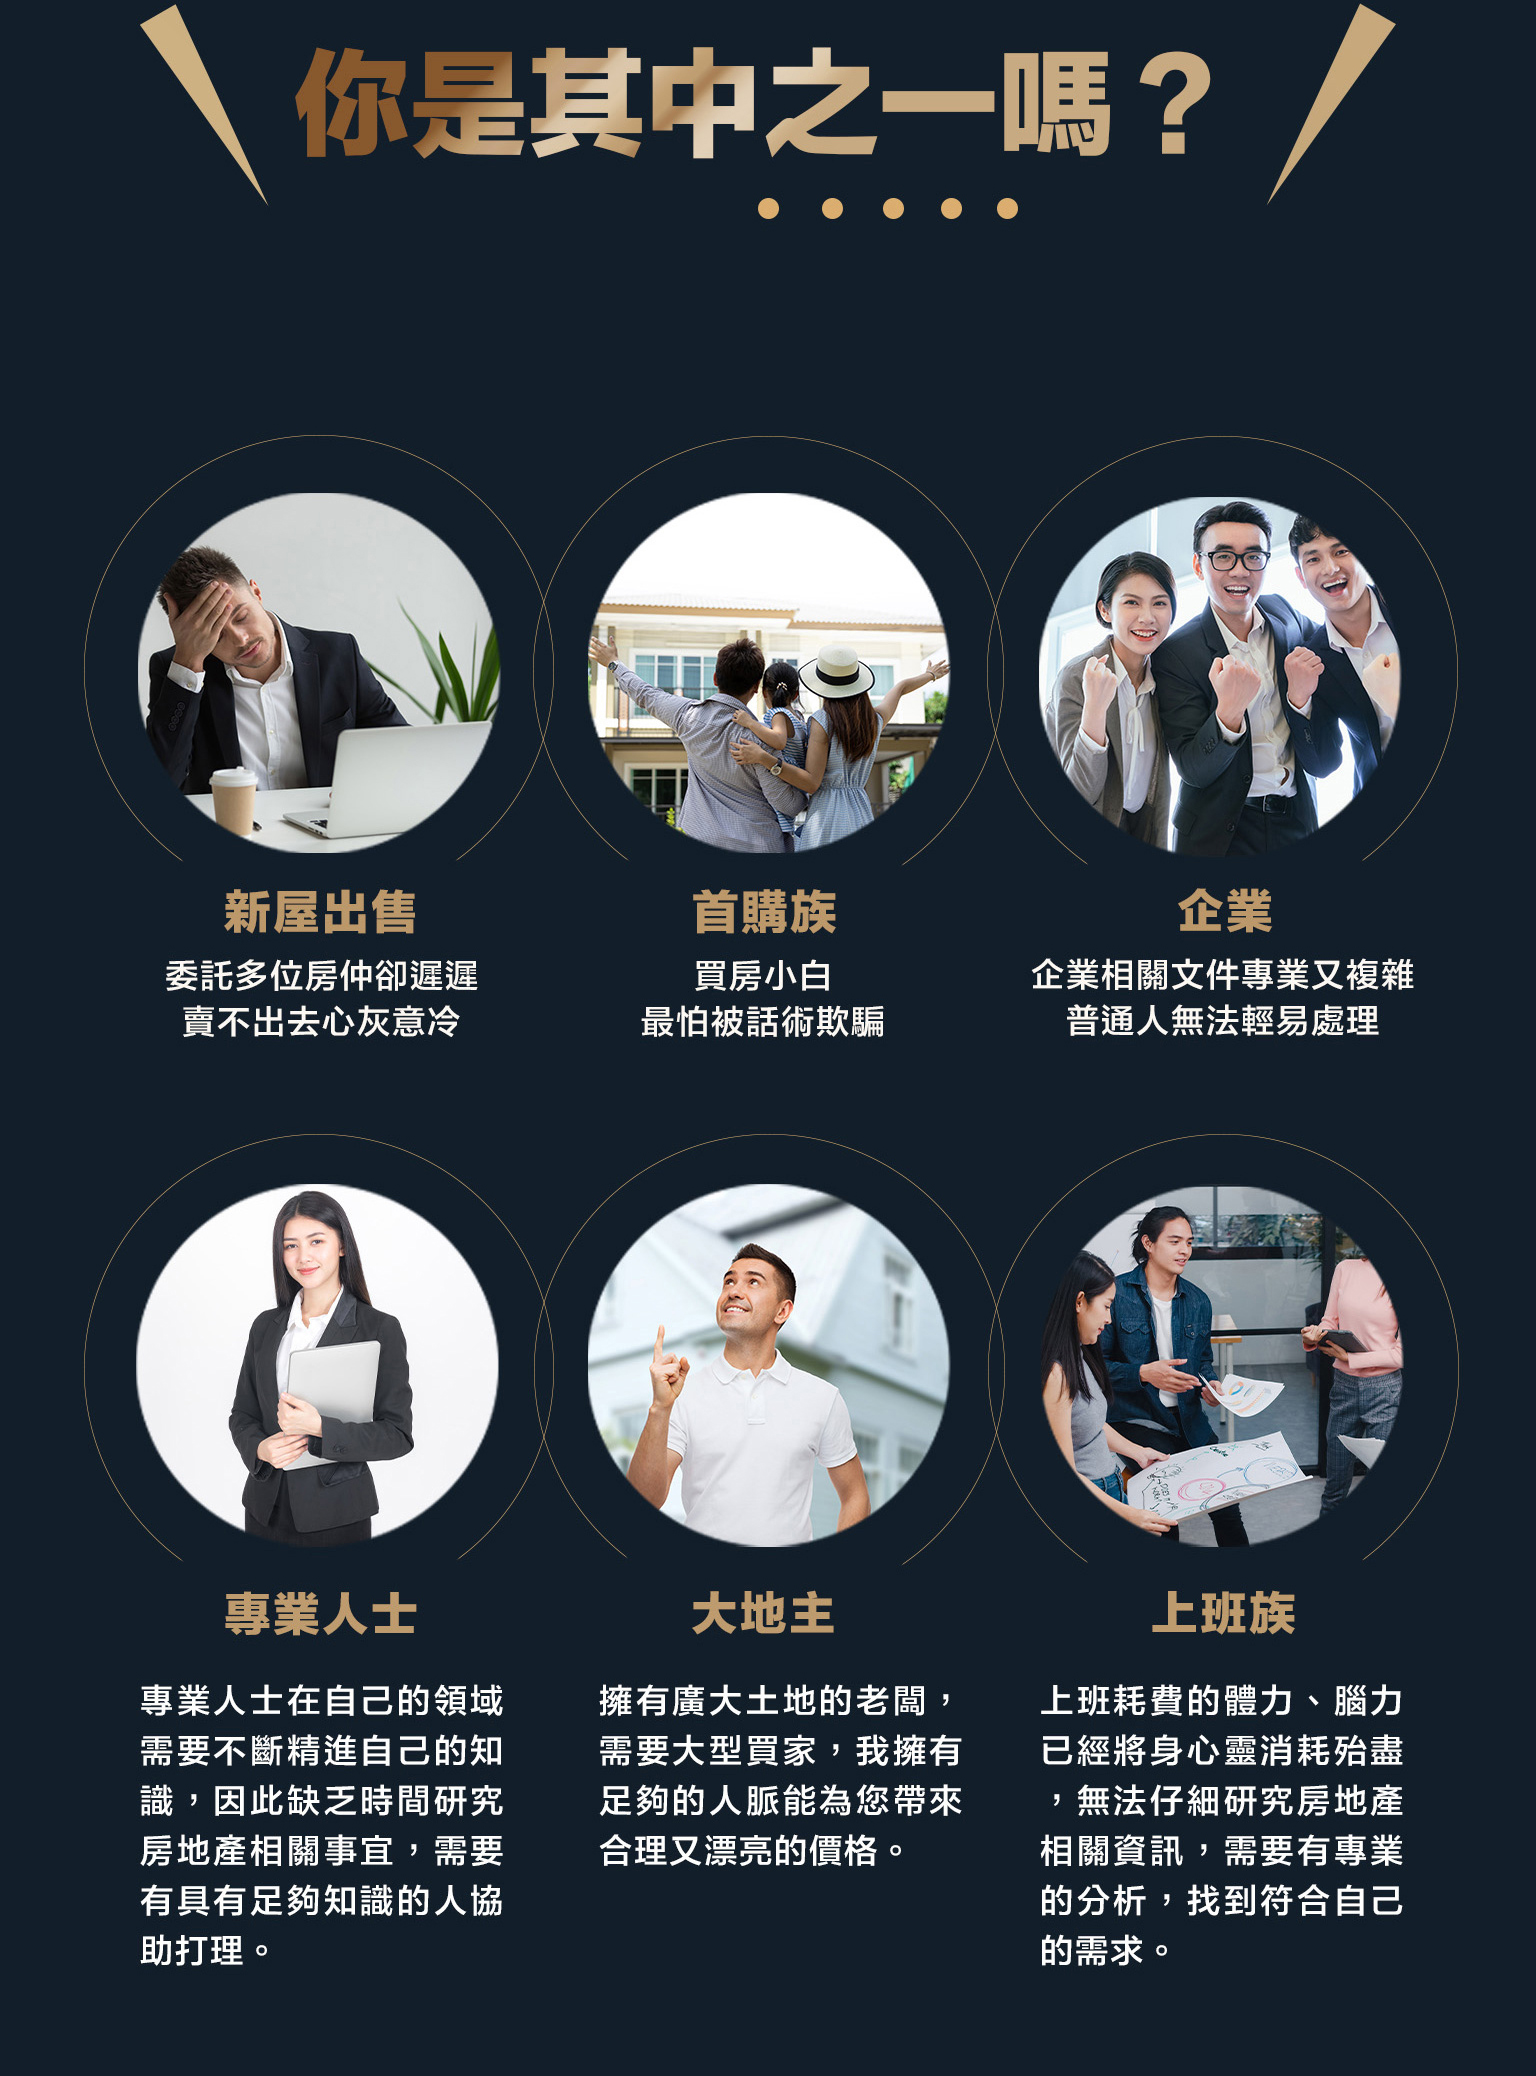 你是其中之一嗎？
新屋出售
委託多位房仲卻遲遲
賣不出去心灰意冷
首購族
買房小白
最怕被話術欺騙
企業
企業相關文件專業又複雜
普通人無法輕易處理
專業人士
專業人士在自己的領域
需要不斷精進自己的知
識，因此缺乏時間研究
房地產相關事宜，需要
有具有足夠知識的人協
助打理。
大地主
擁有廣大土地的老闆，
需要大型買家，我擁有
足夠的人脈能為您帶來
合理又漂亮的價格。
上班族
上班耗費的體力、腦力
已經將身心靈消耗殆盡
，無法仔細研究房地產
相關資訊，需要有專業
的分析，找到符合自己
的需求。